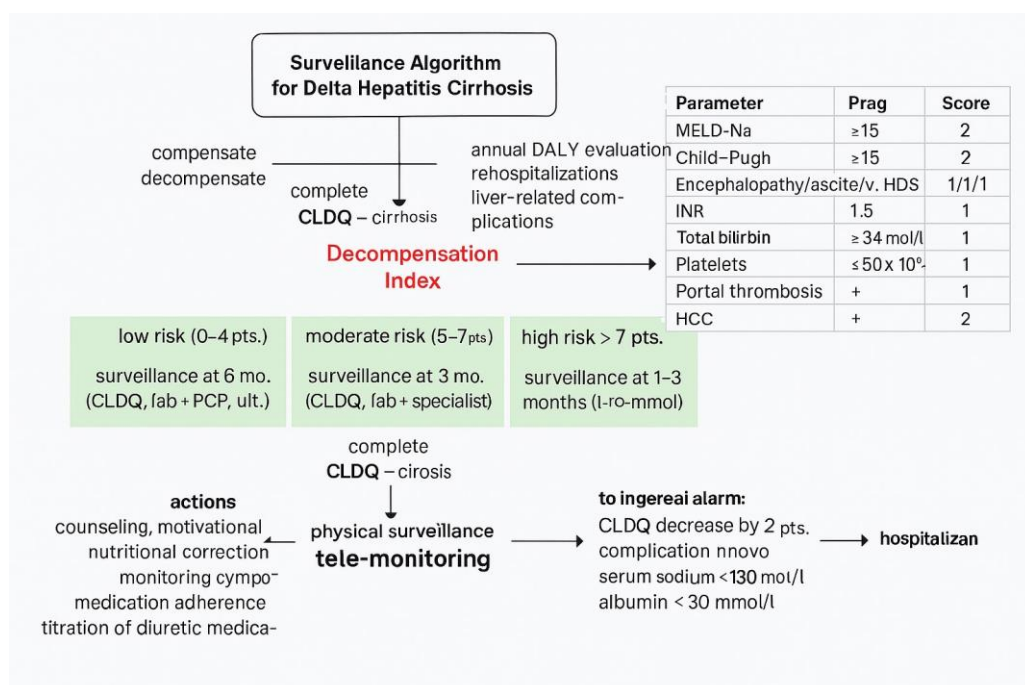 Surveilance Algorithm
for Delta Hepatitis Cirrhosis
compensate
decompensate
annual DALY evaluation
rehospitalizations
liver-related com-
plications
complete
CLDQ – cirrhosis
Decompensation
Index
Parameter Prag Score
MELD-Na ≥15 2
Child–Pugh ≥15 2
Encephalopathy/ascite/v. HDS 1/1/1
INR 1.5 1
Total bilirbin ≥ 34 mol/l 1
Platelets ≤ 50 x 10⁹- 1
Portal thrombosis + 1
HCC + 2
low risk (0–4 pts.)
surveillance at 6 mo.
(CLDQ, lab + PCP, ult.)
moderate risk (5–7 pts)
surveillance at 3 mo.
(CLDQ, lab + specialist)
high risk > 7 pts.
surveillance at 1–3
months (l-ro-mmol)
complete
CLDQ – cirosis
actions
counseling, motivational
nutritional correction
monitoring cympo-
medication adherence
titration of diuretic medica-
physical surveillance
tele-monitoring
to ingereai alarm:
CLDQ decrease by 2 pts.
complication nnovo
serum sodium <130 mol/l
albumin < 30 mmol/l
hospitalizan